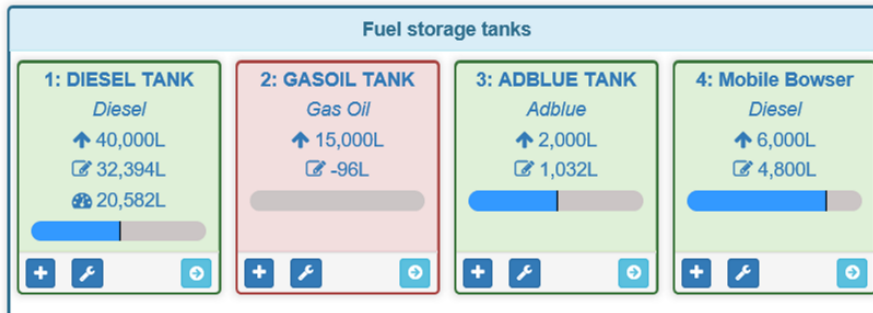 Fuel storage tanks
1: DIESEL TANK
Diesel
40,000L
32,394L
20,582L
2: GASOIL TANK
Gas Oil
15,000L
-96L
3: ADBLUE TANK
Adblue
2,000L
1,032L
4: Mobile Bowser
Diesel
6,000L
4,800L